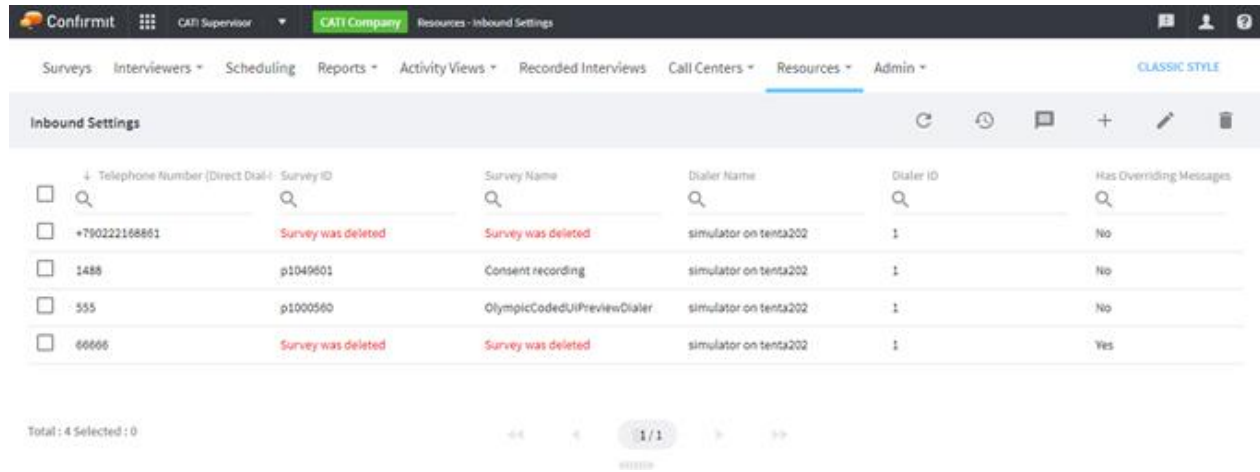 Confirmit CATI Supervisor CATI Company Resources - Inbound Settings
Surveys Interviewers Scheduling Reports Activity Views Recorded Interviews Call Centers Resources Admin CLASSIC STYLE
Inbound Settings
Telephone Number (Direct Dial-I Survey ID Survey Name Dialer Name Dialer ID Has Overriding Messages
+790222168861 Survey was deleted Survey was deleted simulator on tenta202 1 No
1488 p1049601 Consent recording simulator on tenta202 1 No
555 p1000560 OlympicCodedUiPreviewDialer simulator on tenta202 1 No
66666 Survey was deleted Survey was deleted simulator on tenta202 1 Yes
Total : 4 Selected : 0 << < 1 / 1 > >>